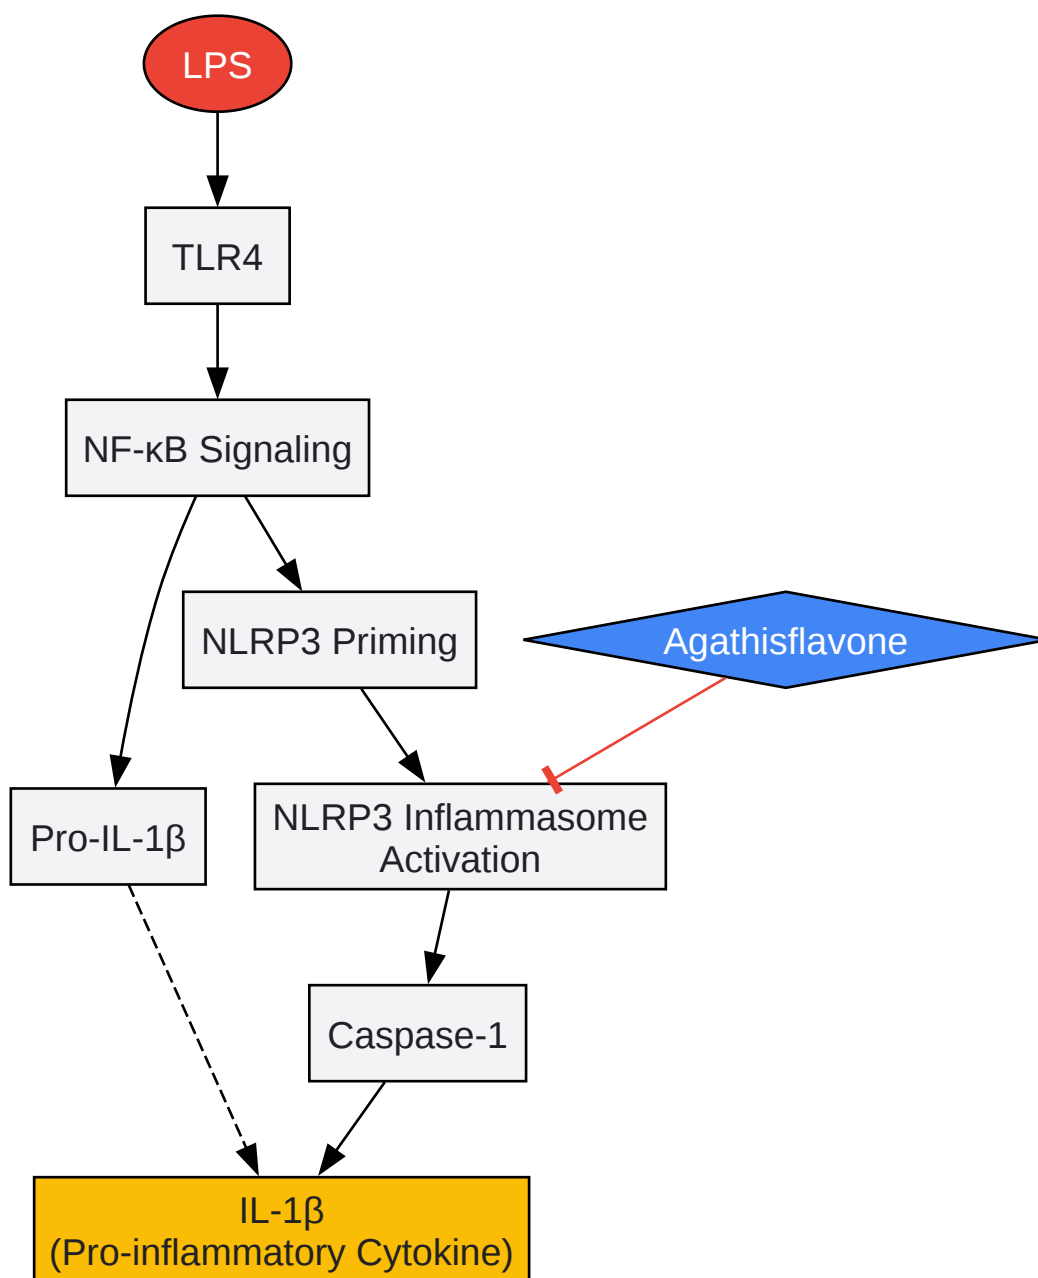 LPS
TLR4
NF-κB Signaling
NLRP3 Priming
Agathisflavone
Pro-IL-1β
NLRP3 Inflammasome
Activation
Caspase-1
IL-1β
(Pro-inflammatory Cytokine)